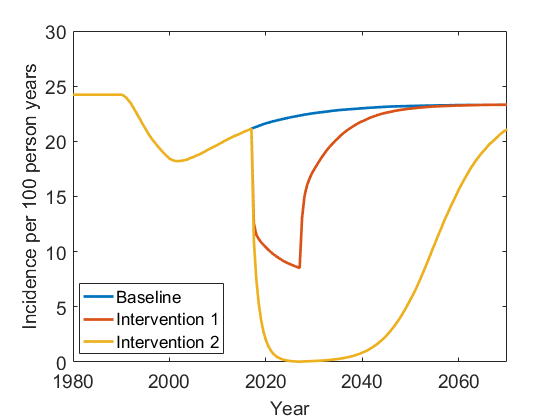 Incidence per 100 person years
30
25
20
15
10
5
0
Baseline
Intervention 1
Intervention 2
1980 2000 2020 2040 2060
Year